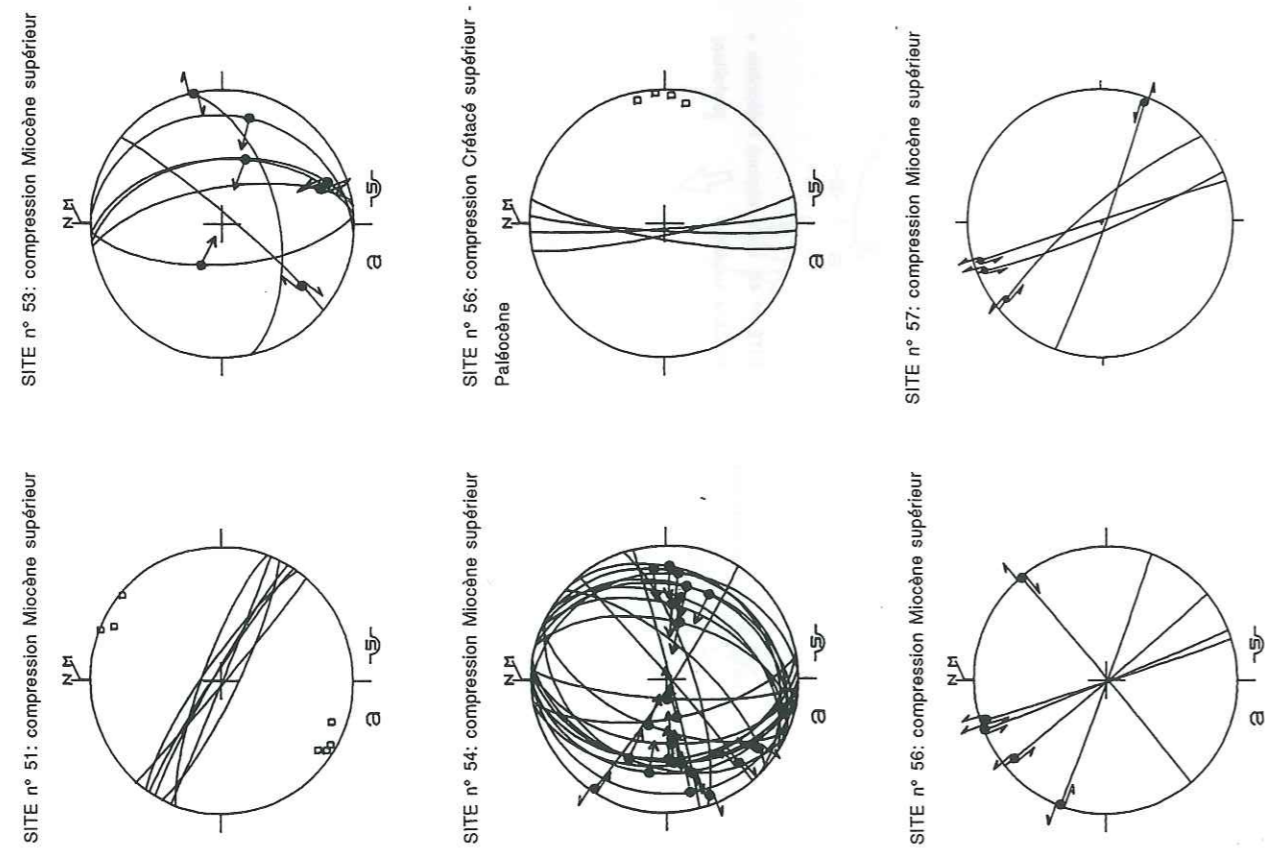 SITE n° 51: compression Miocène supérieur
N M
a
SITE n° 53: compression Miocène supérieur
N M
a
SITE n° 54: compression Miocène supérieur
N M
a
SITE n° 56: compression Crétacé supérieur -
Paléocène
N M
a
SITE n° 56: compression Miocène supérieur
a
SITE n° 57: compression Miocène supérieur